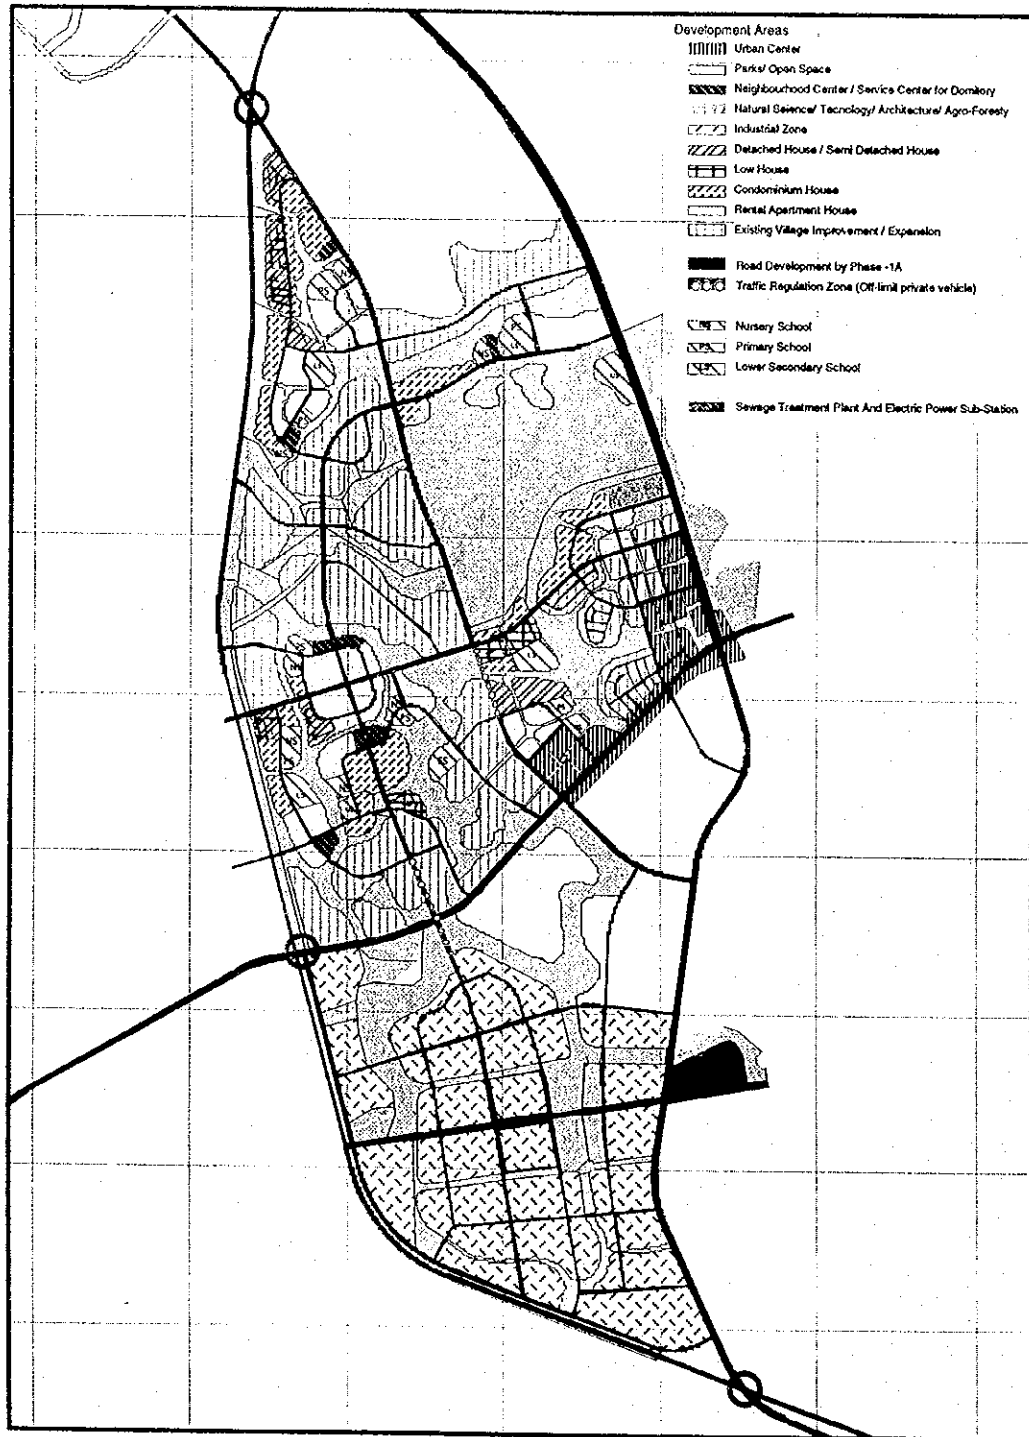 Development Areas
Urban Center
Parks/ Open Space
Neighbourhood Center / Service Center for Domitory
Natural Seience/ Tecnology/ Architecture/ Agro-Foresty
Industrial Zone
Detached House / Semi Detached House
Low House
Condominium House
Rental Apertment House
Existing Village Improvement / Expansion
Road Development by Phase -1A
Traffic Regulation Zone (Off-limit private vehicle)
Nursery School
PS Primary School
Lower Secondary School
Sewage Treatment Plant And Electric Power Sub-Station